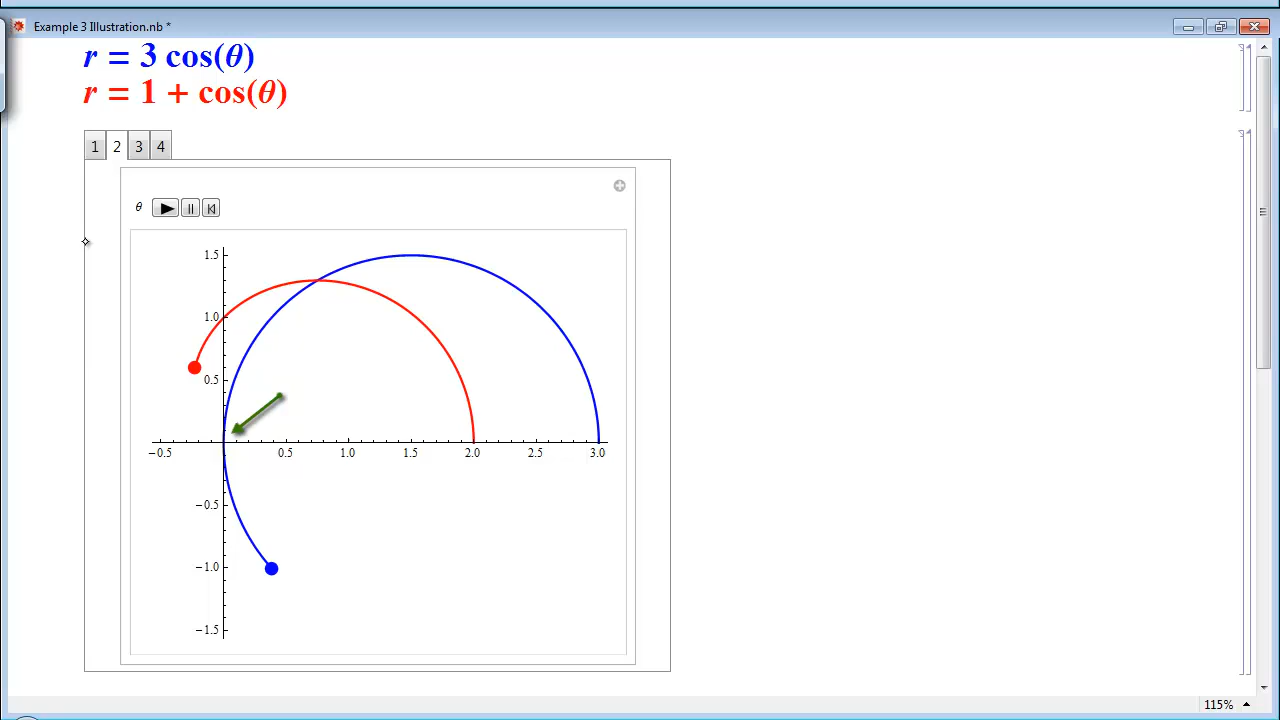 Example 3 Illustration.nb *
r = 3 cos(θ)
r = 1 + cos(θ)
1 2 3 4
θ
1.5
1.0
0.5
−0.5 0.5 1.0 1.5 2.0 2.5 3.0
−0.5
−1.0
−1.5
115%